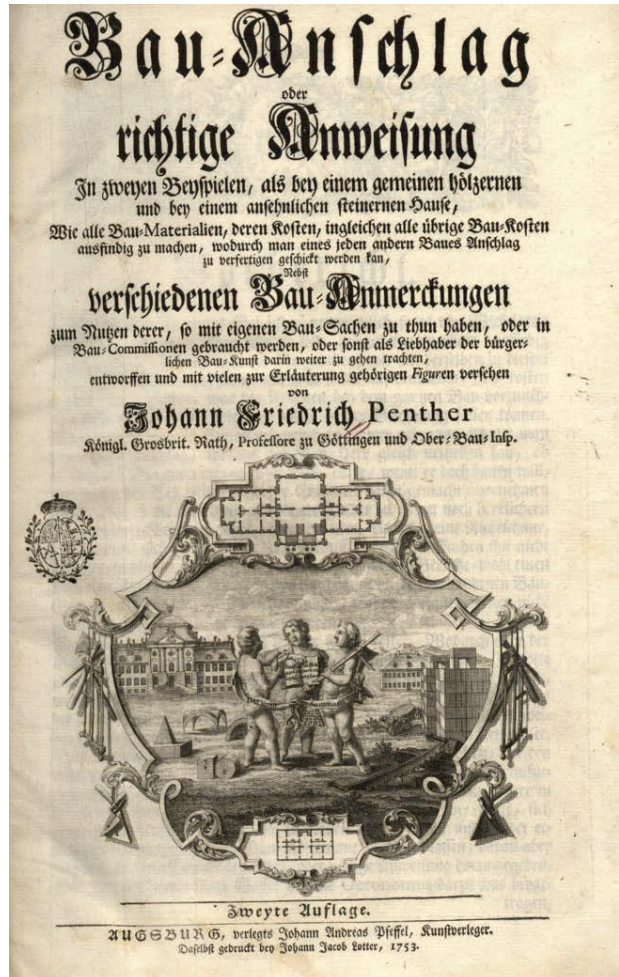 Bau-Anschlag
oder
richtige Anweisung
In zweyen Beyspielen, als bey einem gemeinen hölzernen
und bey einem ansehnlichen steinernen Hause,
Wie alle Bau-Materialien, deren Kosten, ingleichen alle übrige Bau-Kosten
ausfindig zu machen, wodurch man eines jeden andern Baues Anschlag
zu verfertigen geschickt werden kan,
Nebst
verschiedenen Bau-Anmerckungen
zum Nutzen derer, so mit eigenen Bau-Sachen zu thun haben, oder in
Bau-Commissionen gebraucht werden, oder sonst als Liebhaber der bürger-
lichen Bau-Kunst darin weiter zu gehen trachten,
entworffen und mit vielen zur Erläuterung gehörigen Figuren versehen
von
Johann Friedrich Penther
Königl. Grosbrit. Rath, Professore zu Göttingen und Ober-Bau-Insp.
Zweyte Auflage.
AUGSBURG, verlegts Johann Andreas Pfeffel, Kunstverleger.
Daselbst gedruckt bey Johann Jacob Lotter, 1753.